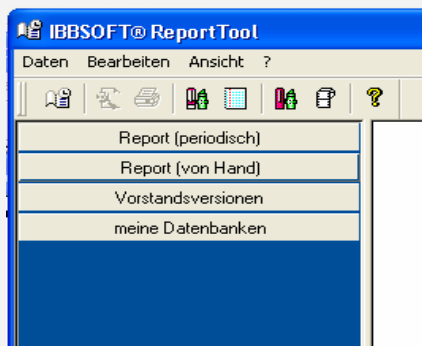 IBBSOFT® ReportTool
Daten Bearbeiten Ansicht ?
Report (periodisch)
Report (von Hand)
Vorstandsversionen
meine Datenbanken